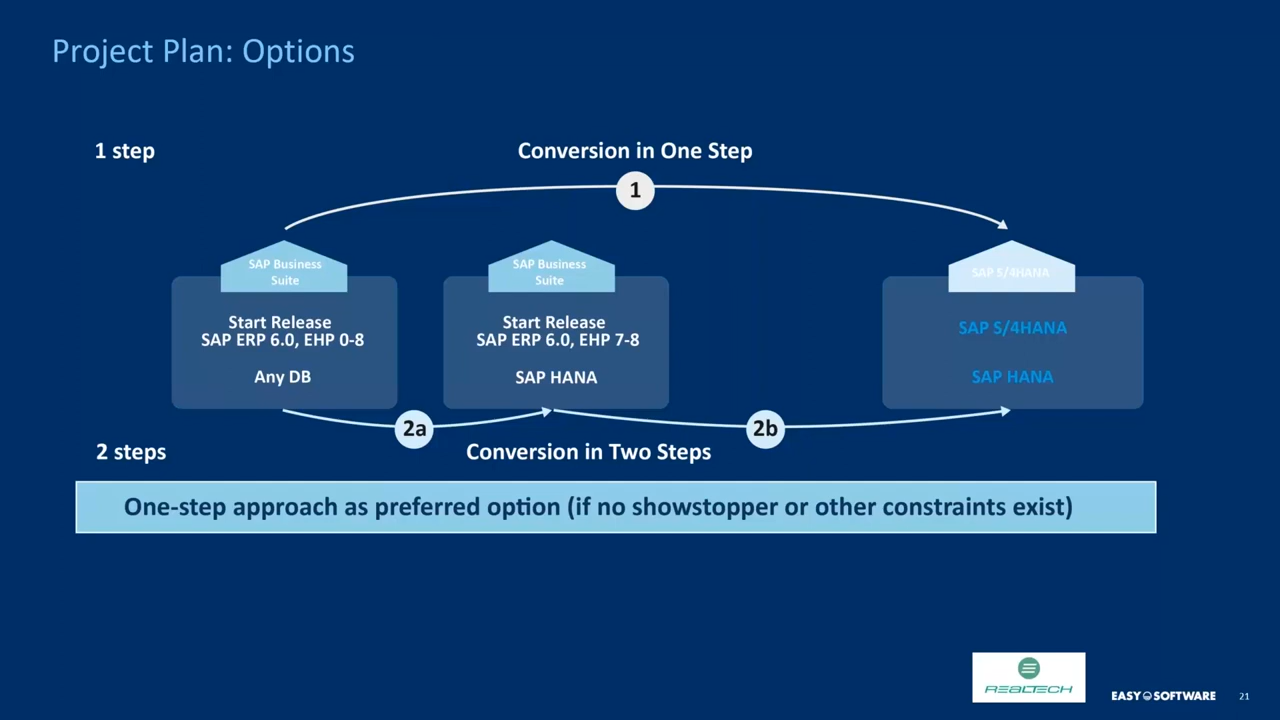 Project Plan: Options
1 step
Conversion in One Step
1
SAP Business
Suite
SAP Business
Suite
SAP S/4HANA
Start Release
SAP ERP 6.0, EHP 0-8
Any DB
Start Release
SAP ERP 6.0, EHP 7-8
SAP HANA
SAP S/4HANA
SAP HANA
2a
2b
2 steps
Conversion in Two Steps
One-step approach as preferred option (if no showstopper or other constraints exist)
REALTECH
EASY SOFTWARE
21